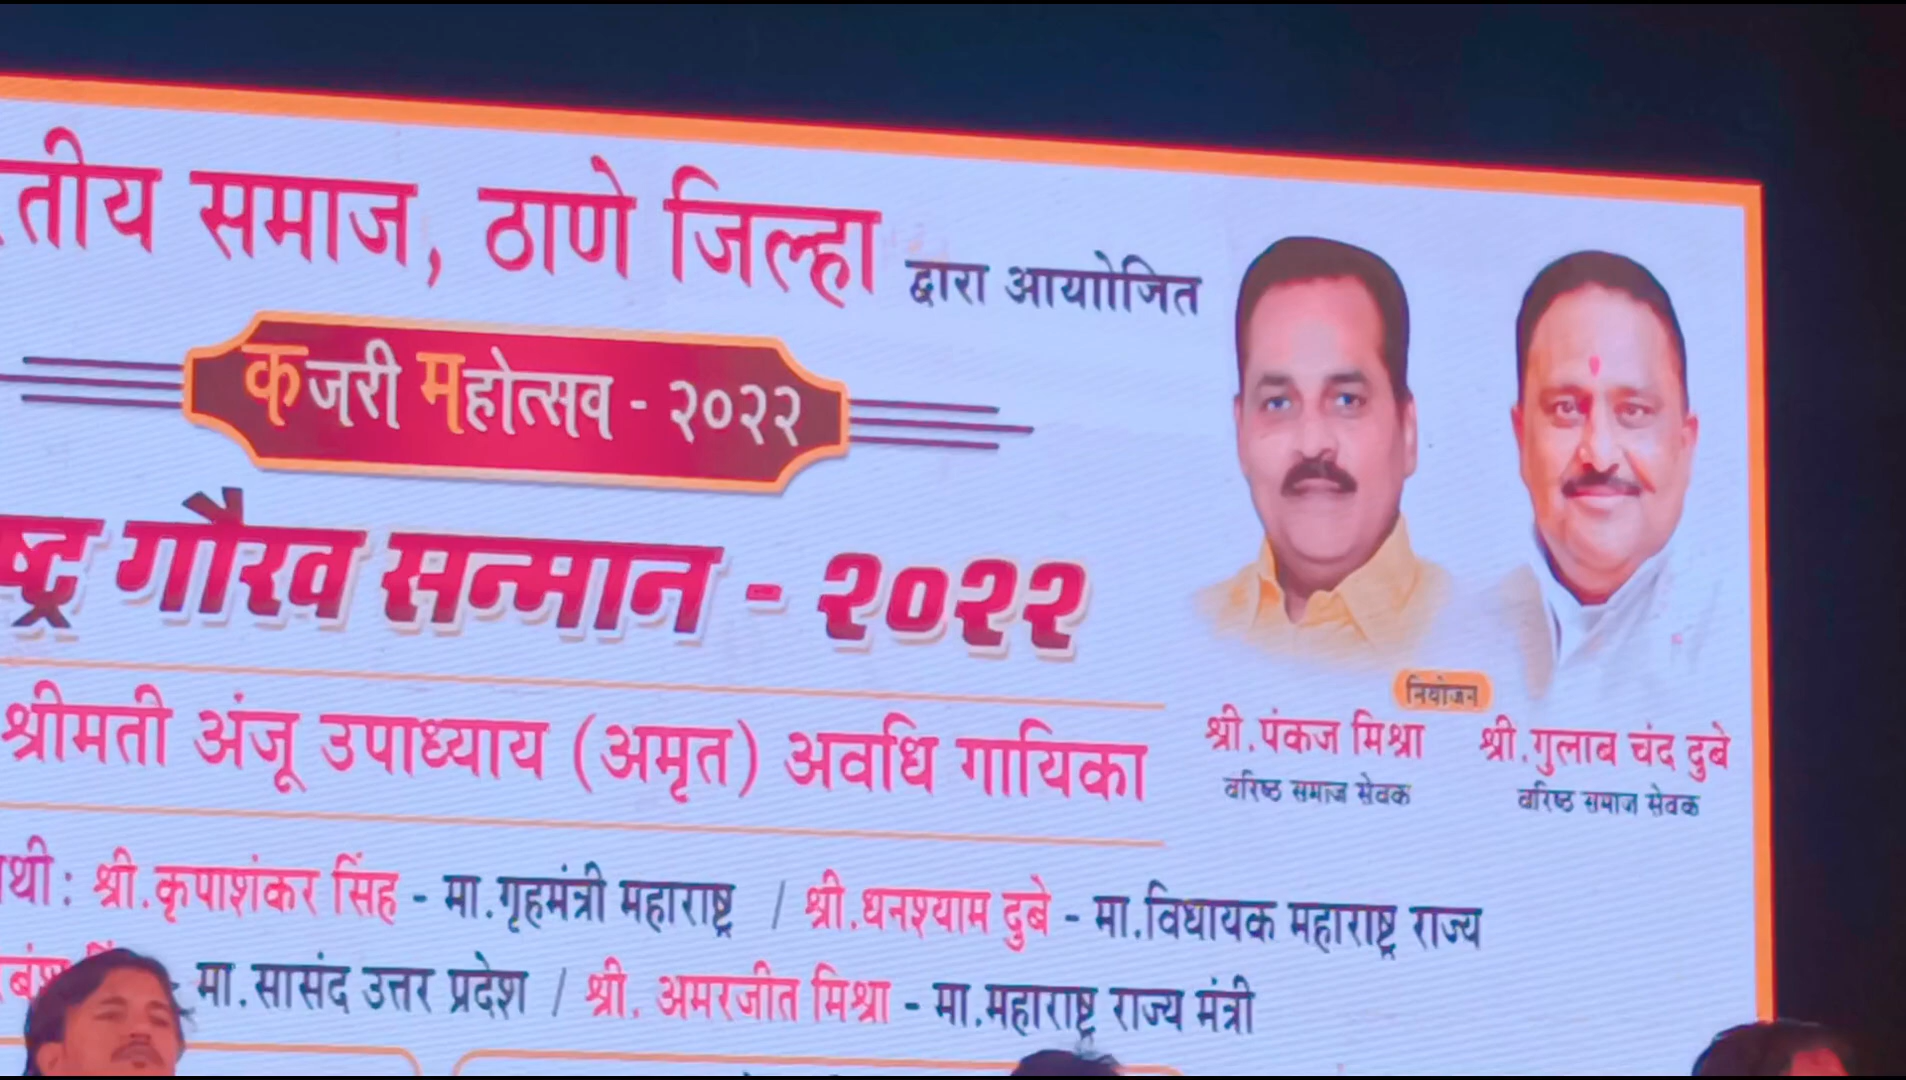 समाज, ठाणे जिल्हा द्वारा आयाोजित
कजरी महोत्सव - २०२२
गौरव सन्मान - २०२२
श्रीमती अंजू उपाध्याय (अमृत) अवधि गायिका
नियोजन
श्री.पंकज मिश्रा
वरिष्ठ समाज सेवक
श्री.गुलाब चंद दुबे
वरिष्ठ समाज सेवक
श्री.कृपाशंकर सिंह - मा.गृहमंत्री महाराष्ट्र / श्री.धनश्याम दुबे - मा.विधायक महाराष्ट्र राज्य
मा.सासंद उत्तर प्रदेश / श्री. अमरजीत मिश्रा - मा.महाराष्ट्र राज्य मंत्री